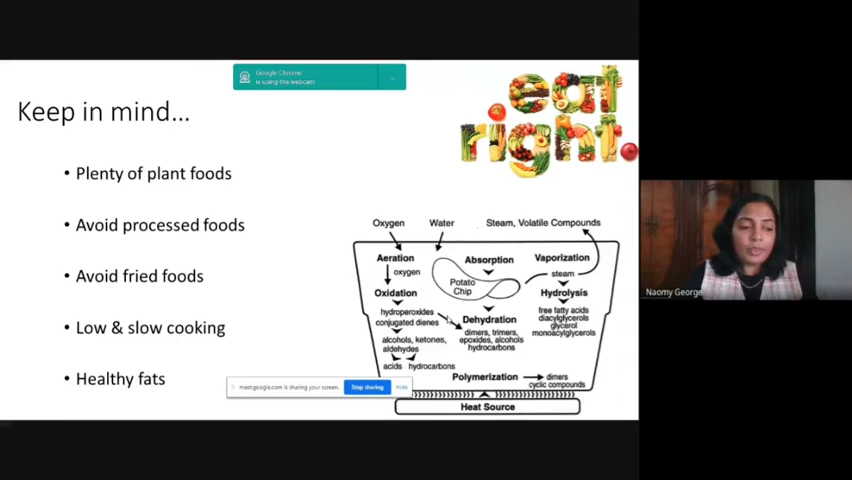 Google Chrome
is using the webcam
eat
right
Keep in mind...
• Plenty of plant foods
• Avoid processed foods
• Avoid fried foods
• Low & slow cooking
• Healthy fats
Oxygen
Water
Steam, Volatile Compounds
Aeration
oxygen
Absorption
Vaporization
steam
Potato
Chip
Oxidation
hydroperoxides
conjugated dienes
alcohols, ketones,
aldehydes
acids hydrocarbons
Dehydration
dimers, trimers,
epoxides, alcohols
hydrocarbons
Hydrolysis
free fatty acids
diacylglycerols
glycerol
monoacylglycerols
Polymerization
dimers
cyclic compounds
Heat Source
meet.google.com is sharing your screen.
Stop sharing
Hide
Naomy George